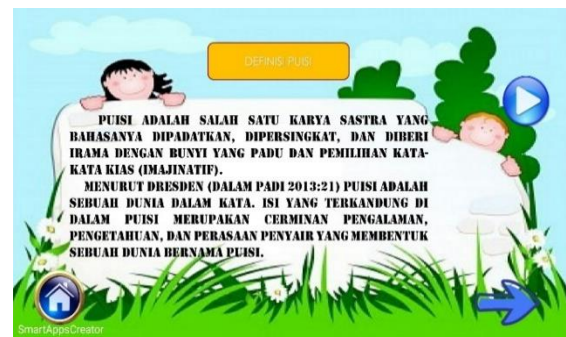 DEFINISI PUISI
PUISI ADALAH SALAH SATU KARYA SASTRA YANG
BAHASANYA DIPADATKAN, DIPERSINGKAT, DAN DIBERI
IRAMA DENGAN BUNYI YANG PADU DAN PEMILIHAN KATA-
KATA KIAS (IMAJINATIF).
MENURUT DRESDEN (DALAM PADI 2013:21) PUISI ADALAH
SEBUAH DUNIA DALAM KATA. ISI YANG TERKANDUNG DI
DALAM PUISI MERUPAKAN CERMINAN PENGALAMAN,
PENGETAHUAN, DAN PERASAAN PENYAIR YANG MEMBENTUK
SEBUAH DUNIA BERNAMA PUISI.
SmartAppsCreator